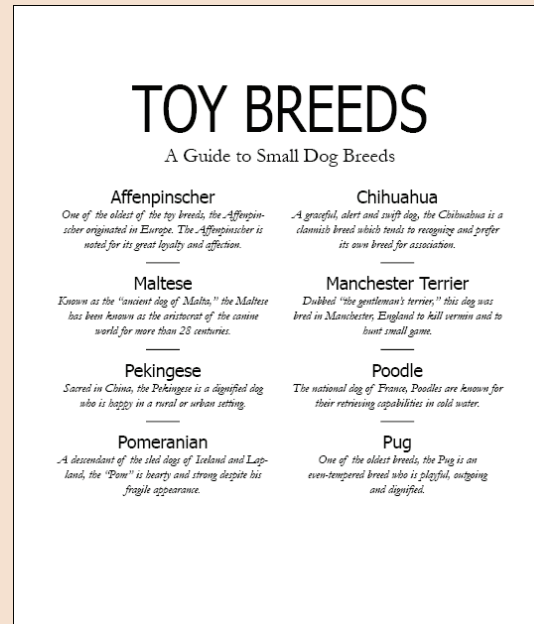 TOY BREEDS
A Guide to Small Dog Breeds
Affenpinscher
One of the oldest of the toy breeds, the Affenpin-
scher originated in Europe. The Affenpinscher is
noted for its great loyalty and affection.
Maltese
Known as the “ancient dog of Malta,” the Maltese
has been known as the aristocrat of the canine
world for more than 28 centuries.
Pekingese
Sacred in China, the Pekingese is a dignified dog
who is happy in a rural or urban setting.
Pomeranian
A descendant of the sled dogs of Iceland and Lap-
land, the “Pom” is hearty and strong despite his
fragile appearance.
Chihuahua
A graceful, alert and swift dog, the Chihuahua is a
clannish breed which tends to recognize and prefer
its own breed for association.
Manchester Terrier
Dubbed “the gentleman’s terrier,” this dog was
bred in Manchester, England to kill vermin and to
hunt small game.
Poodle
The national dog of France, Poodles are known for
their retrieving capabilities in cold water.
Pug
One of the oldest breeds, the Pug is an
even-tempered breed who is playful, outgoing
and dignified.